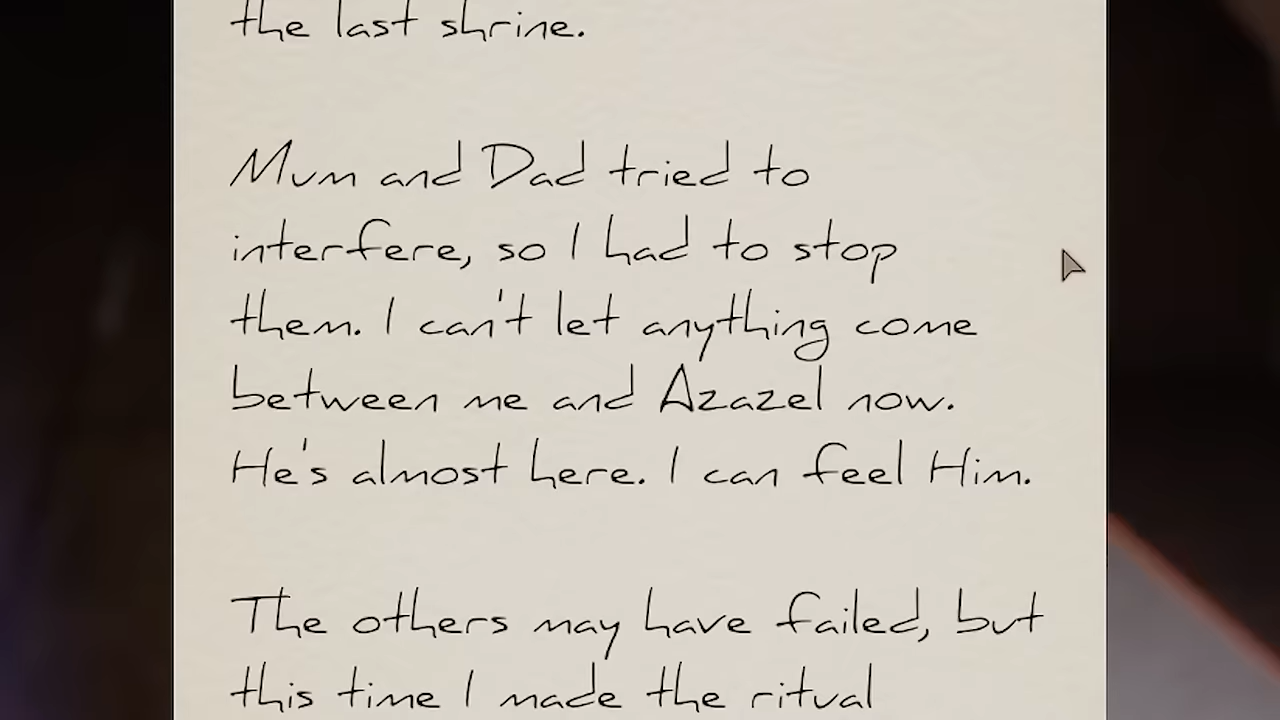 the last shrine.
Mum and Dad tried to
interfere, so I had to stop
them. I can't let anything come
between me and Azazel now.
He's almost here. I can feel Him.
The others may have failed, but
this time I made the ritual